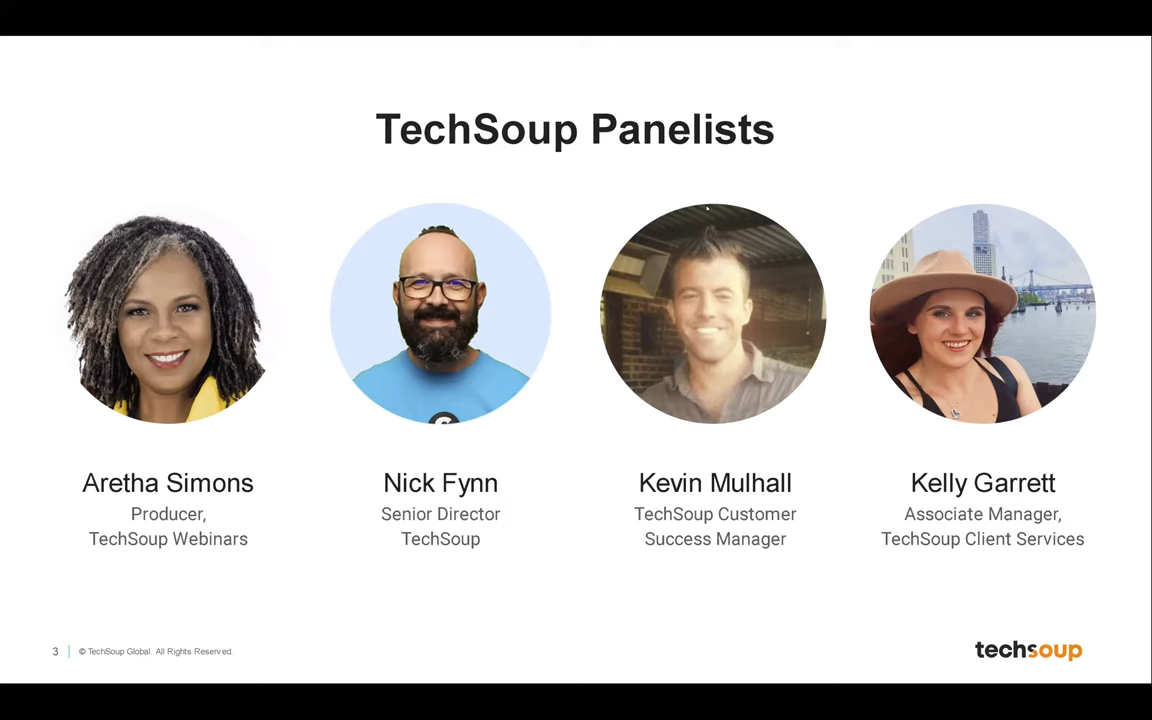 TechSoup Panelists
Aretha Simons
Producer,
TechSoup Webinars
Nick Fynn
Senior Director
TechSoup
Kevin Mulhall
TechSoup Customer
Success Manager
Kelly Garrett
Associate Manager,
TechSoup Client Services
3
© TechSoup Global. All Rights Reserved.
techsoup